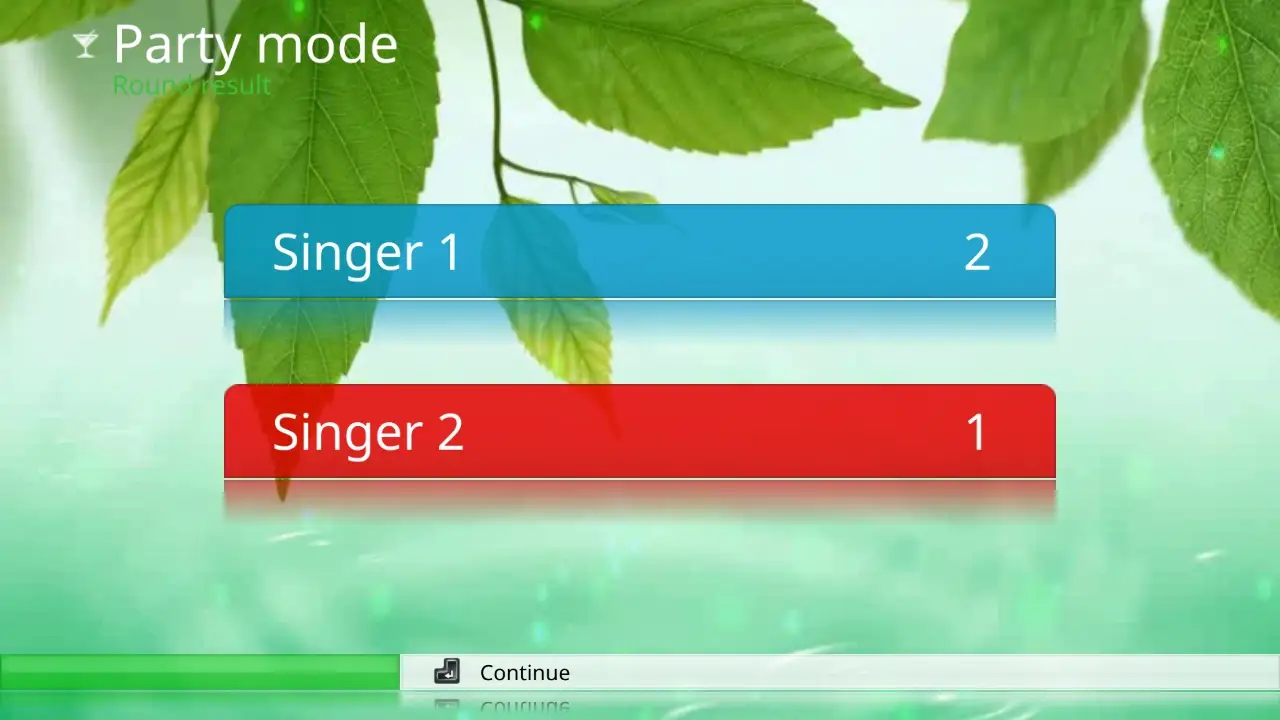 Party mode
Round result
Singer 1 2
Singer 2 1
Continue